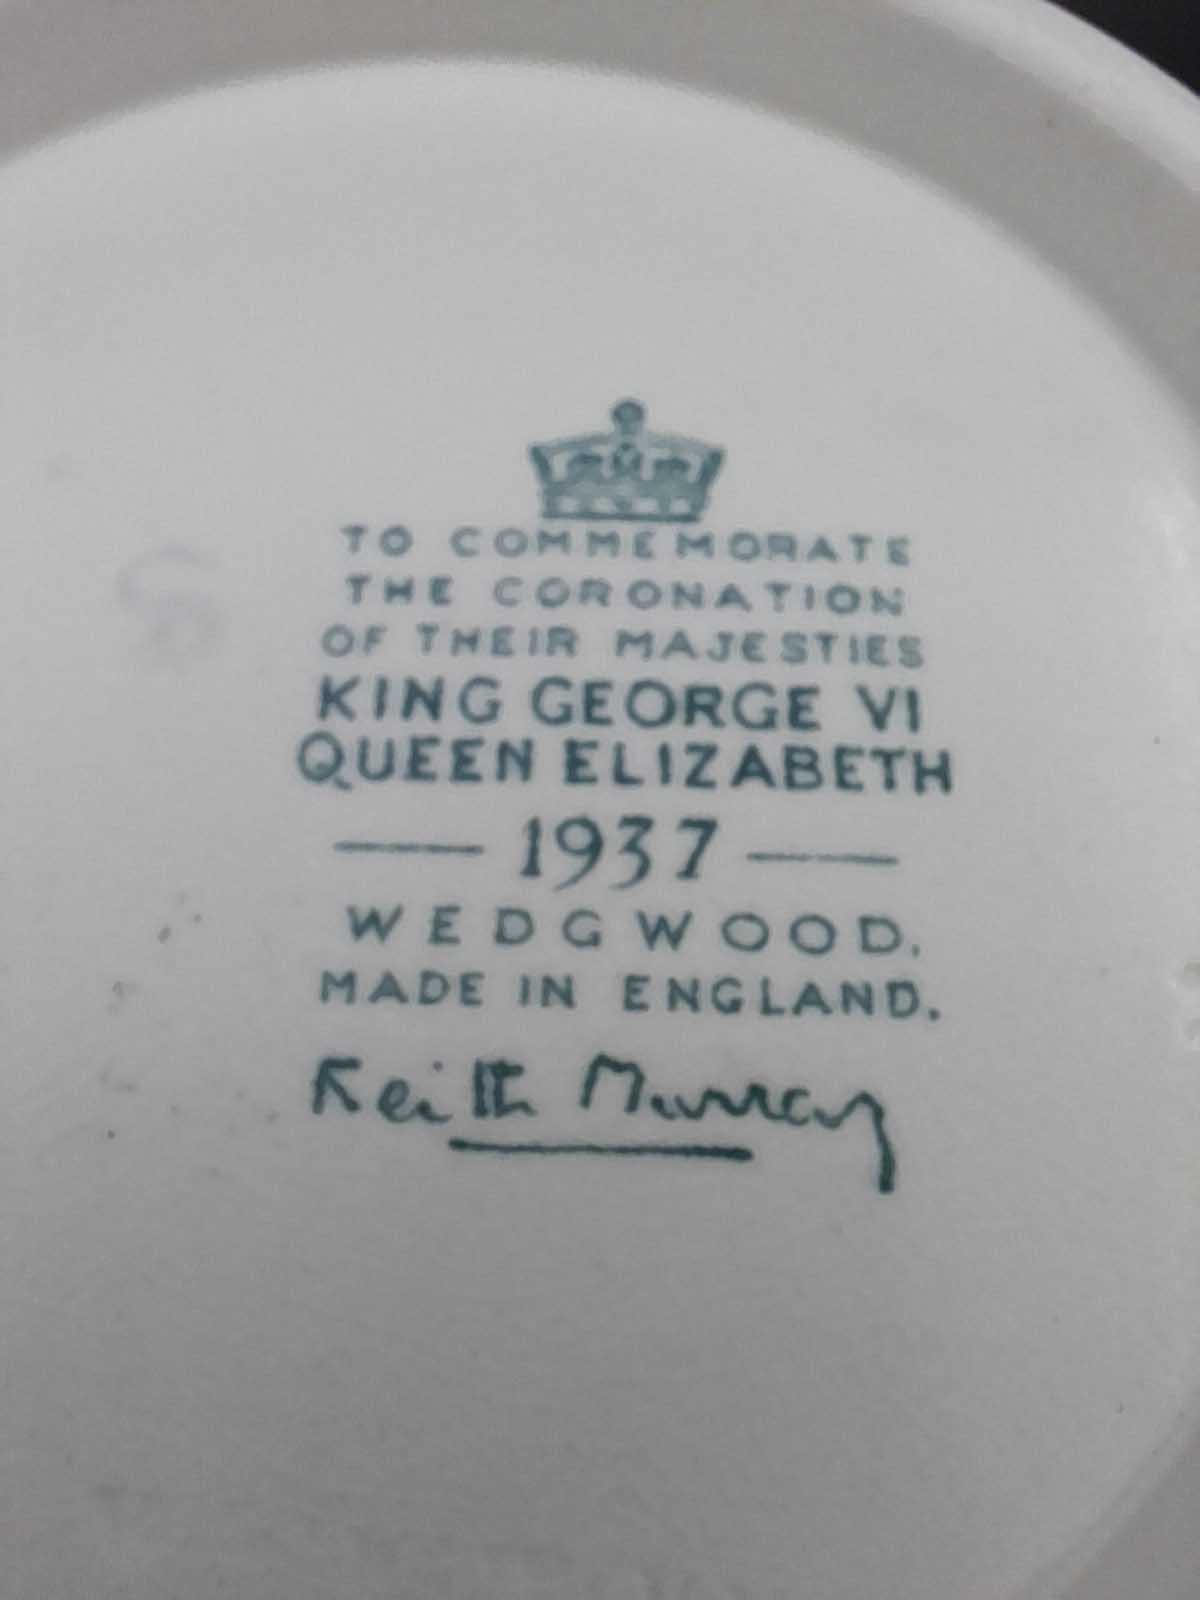 TO COMMEMORATE
THE CORONATION
OF THEIR MAJESTIES
KING GEORGE VI
QUEEN ELIZABETH
1937
WEDGWOOD.
MADE IN ENGLAND.
Keith Murray